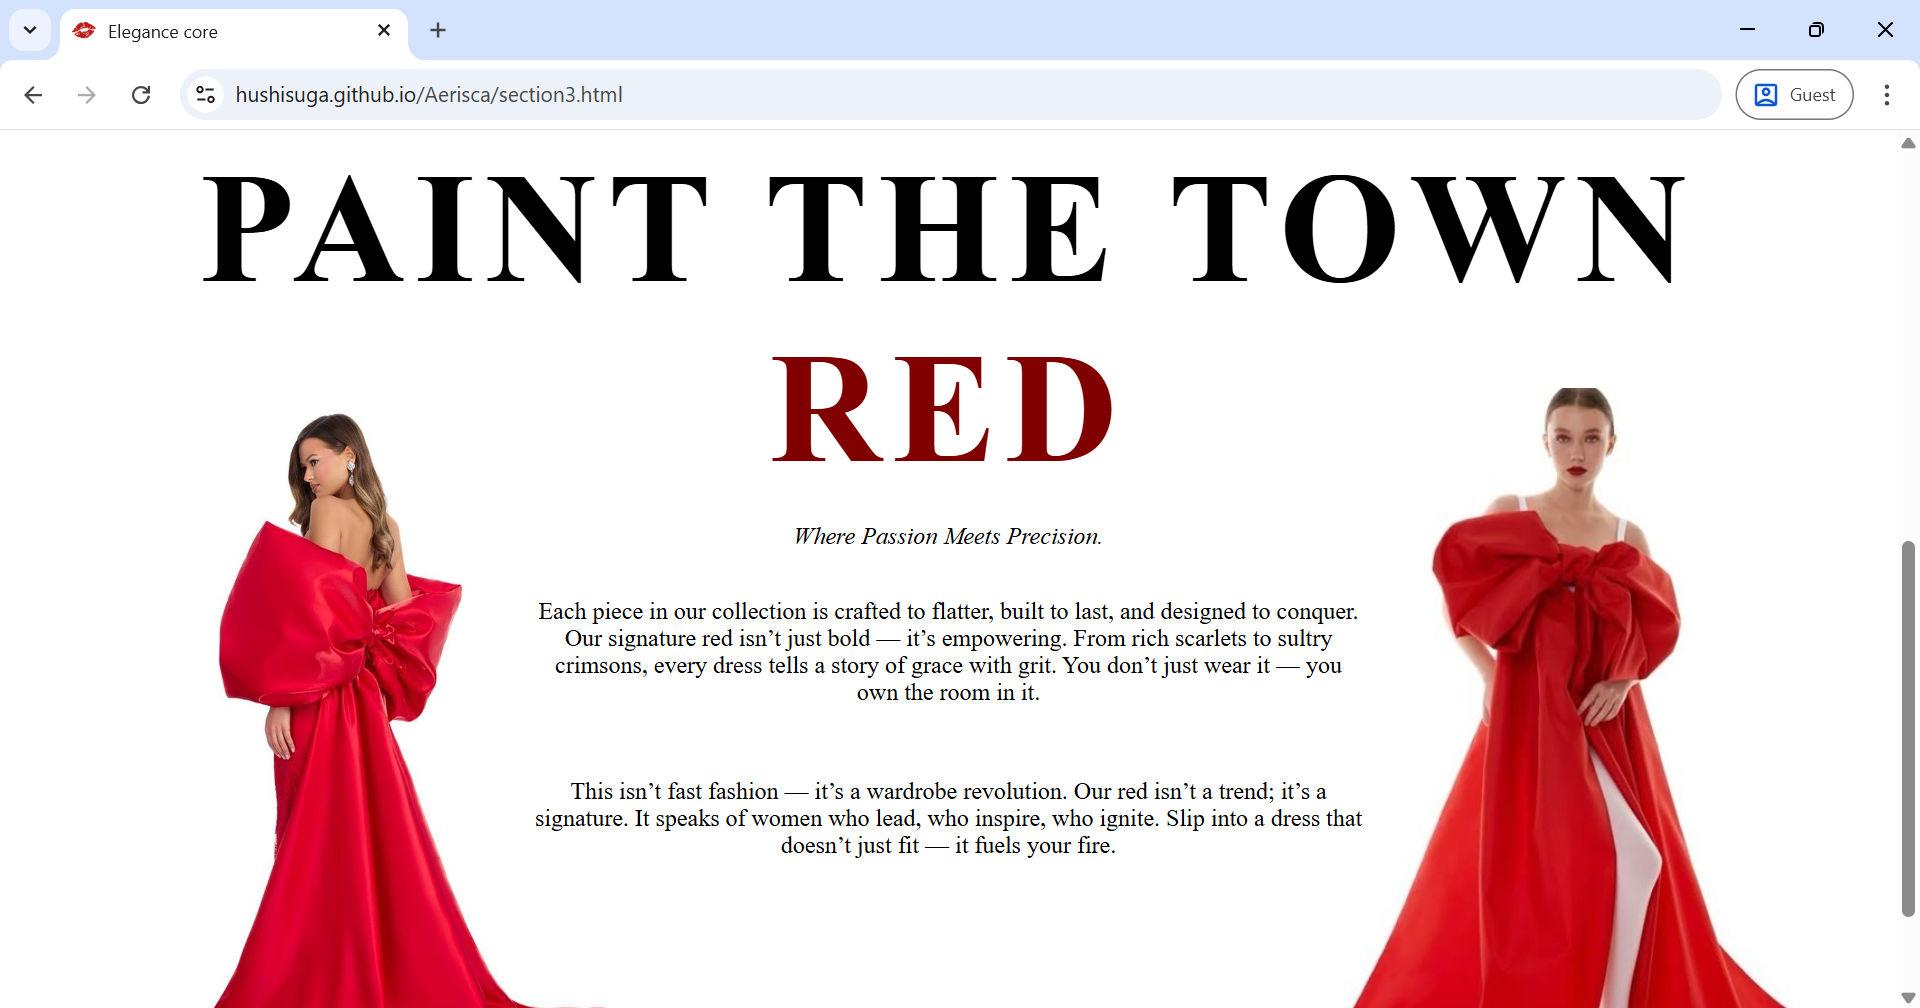 Elegance core
hushisuga.github.io/Aerisca/section3.html
Guest
PAINT THE TOWN
RED
Where Passion Meets Precision.
Each piece in our collection is crafted to flatter, built to last, and designed to conquer.
Our signature red isn’t just bold — it’s empowering. From rich scarlets to sultry
crimsons, every dress tells a story of grace with grit. You don’t just wear it — you
own the room in it.
This isn’t fast fashion — it’s a wardrobe revolution. Our red isn’t a trend; it’s a
signature. It speaks of women who lead, who inspire, who ignite. Slip into a dress that
doesn’t just fit — it fuels your fire.